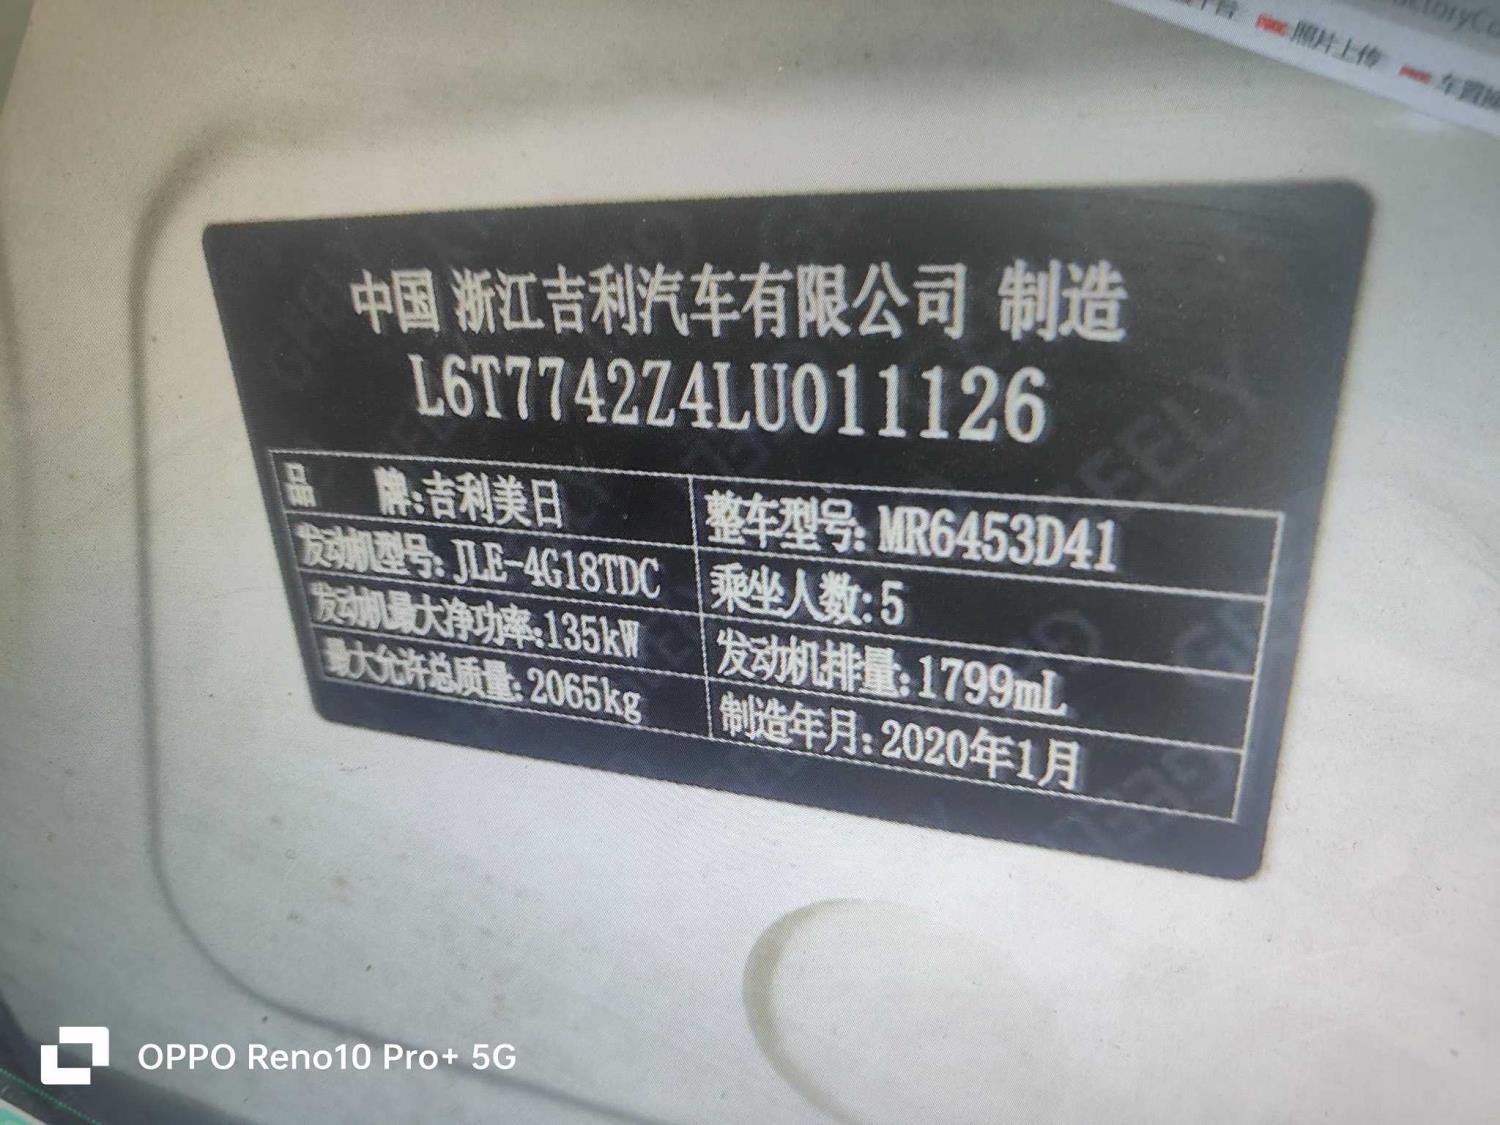 照片上传
中国 浙江吉利汽车有限公司 制造
L6T7742Z4LU011126
品 牌:吉利美日
整车型号:MR6453D41
发动机型号:JLE-4G18TDC
乘坐人数:5
发动机最大净功率:135kW
发动机排量:1799mL
最大允许总质量:2065kg
制造年月:2020年1月
OPPO Reno10 Pro+ 5G